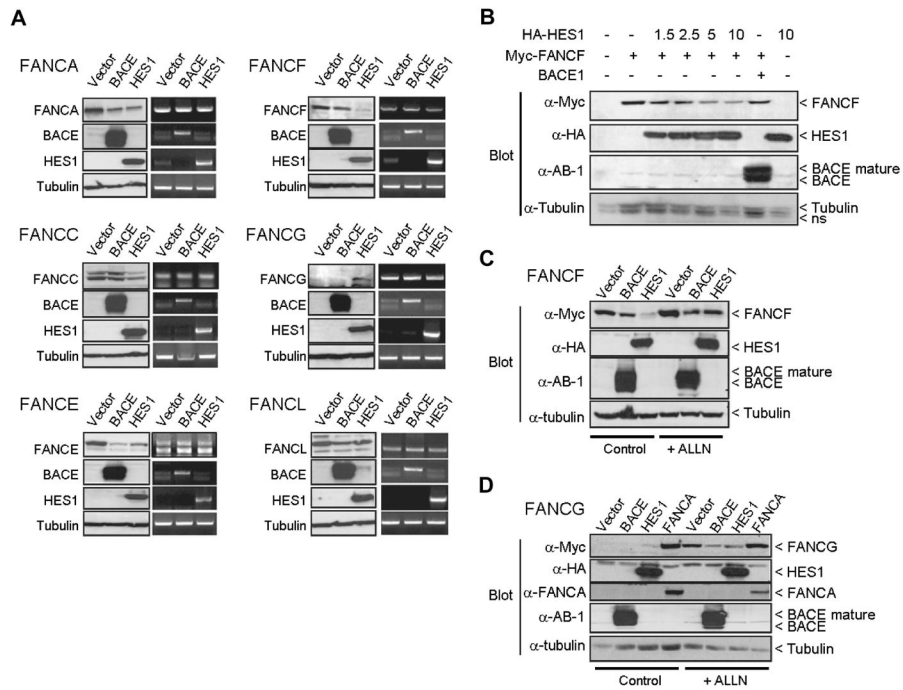 A
FANCA
Vector BACE HES1 Vector BACE HES1
FANCA
BACE
HES1
Tubulin
FANCF
Vector BACE HES1 Vector BACE HES1
FANCF
BACE
HES1
Tubulin
FANCC
Vector BACE HES1 Vector BACE HES1
FANCC
BACE
HES1
Tubulin
FANCG
Vector BACE HES1 Vector BACE HES1
FANCG
BACE
HES1
Tubulin
FANCE
Vector BACE HES1 Vector BACE HES1
FANCE
BACE
HES1
Tubulin
FANCL
Vector BACE HES1 Vector BACE HES1
FANCL
BACE
HES1
Tubulin
B
HA-HES1 - - 1.5 2.5 5 10 - 10
Myc-FANCF - + + + + + + -
BACE1 +
Blot
α-Myc < FANCF
α-HA < HES1
α-AB-1 < BACE mature
< BACE
α-Tubulin < Tubulin
< ns
C
FANCF
Vector BACE HES1 Vector BACE HES1
Blot
α-Myc < FANCF
α-HA < HES1
α-AB-1 < BACE mature
< BACE
α-tubulin < Tubulin
Control + ALLN
D
FANCG
Vector BACE HES1 FANCA Vector BACE HES1 FANCA
Blot
α-Myc < FANCG
α-HA < HES1
α-FANCA < FANCA
α-AB-1 < BACE mature
< BACE
α-tubulin < Tubulin
Control + ALLN